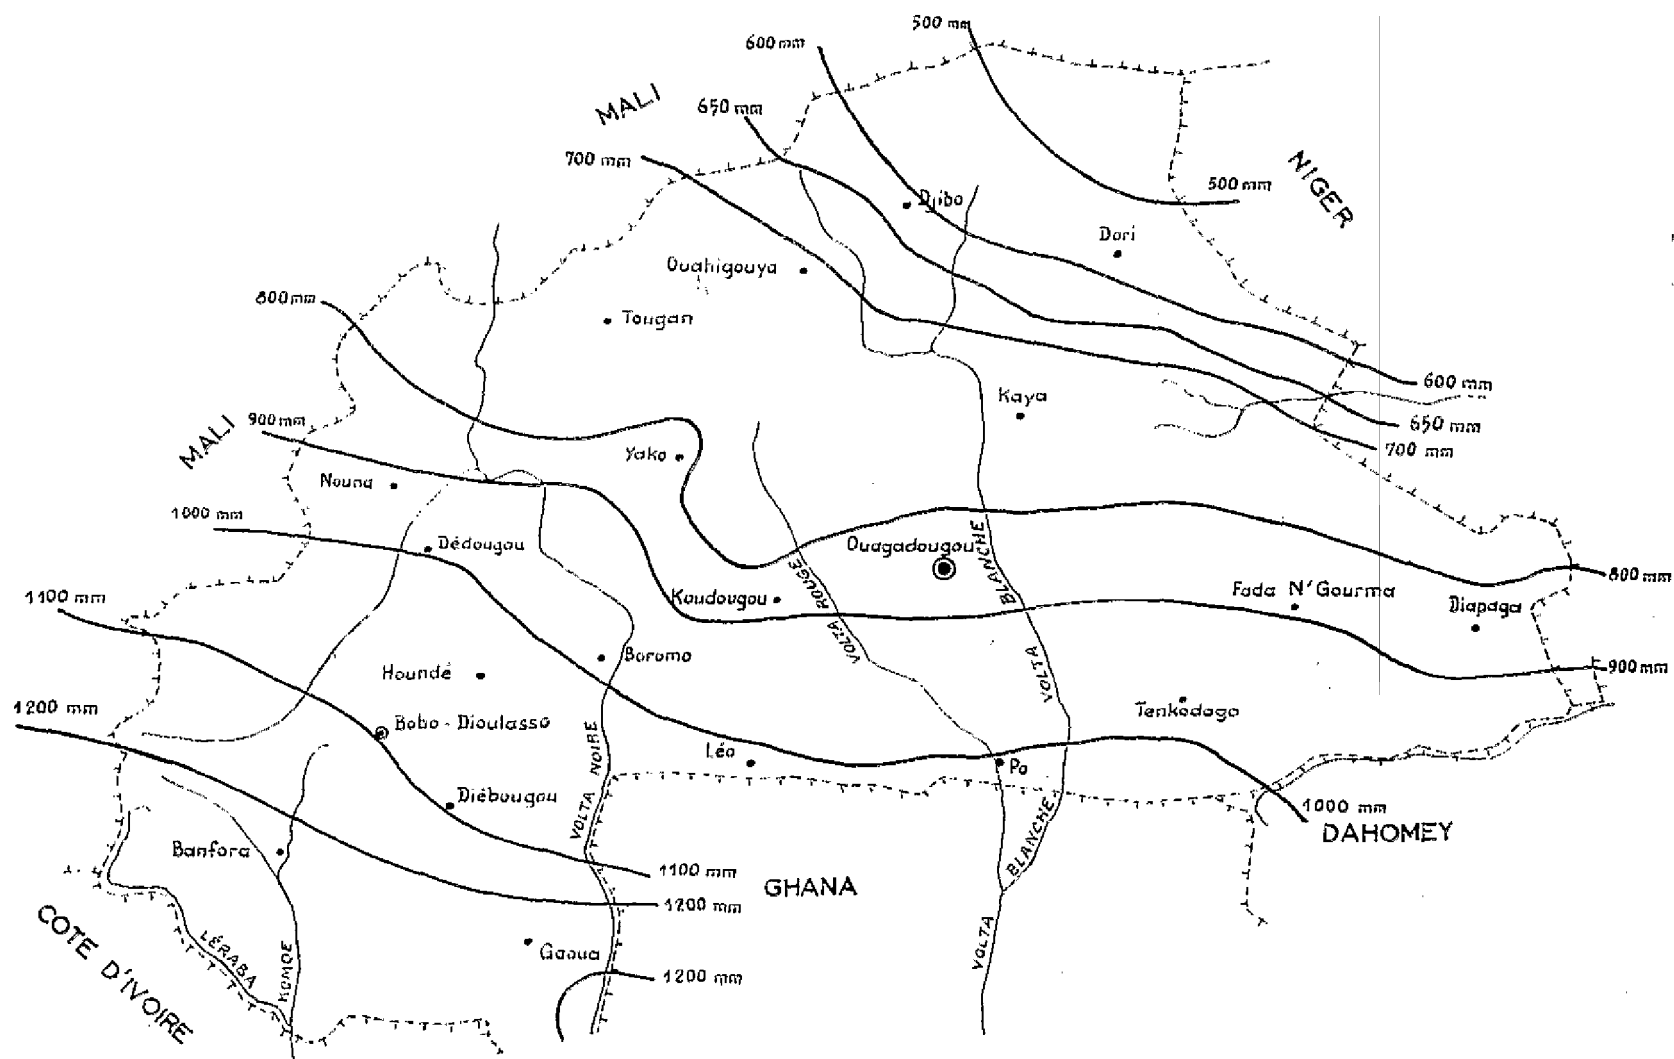 500 mm
600 mm
650 mm
MALI
700 mm
NIGER
500 mm
Djibo
Dori
Ouahigouya
800 mm
Tougan
600 mm
Kaya
650 mm
MALI
900 mm
700 mm
Yako
Nouna
1000 mm
Dédougou
Ouagadougou
BLANCHE
VOLTA
800 mm
1100 mm
Koudougou
ROUGE
VOLTA
Fada N'Gourma
Diapaga
Boromo
Houndé
900 mm
1200 mm
Bobo-Dioulasso
Tenkodogo
Léo
Po
NOIRE
VOLTA
Diébougou
1000 mm
DAHOMEY
BLANCHE
VOLTA
Banfora
1100 mm
GHANA
1200 mm
COTE D'IVOIRE
LÉRABA
KOMOE
Gaoua
1200 mm